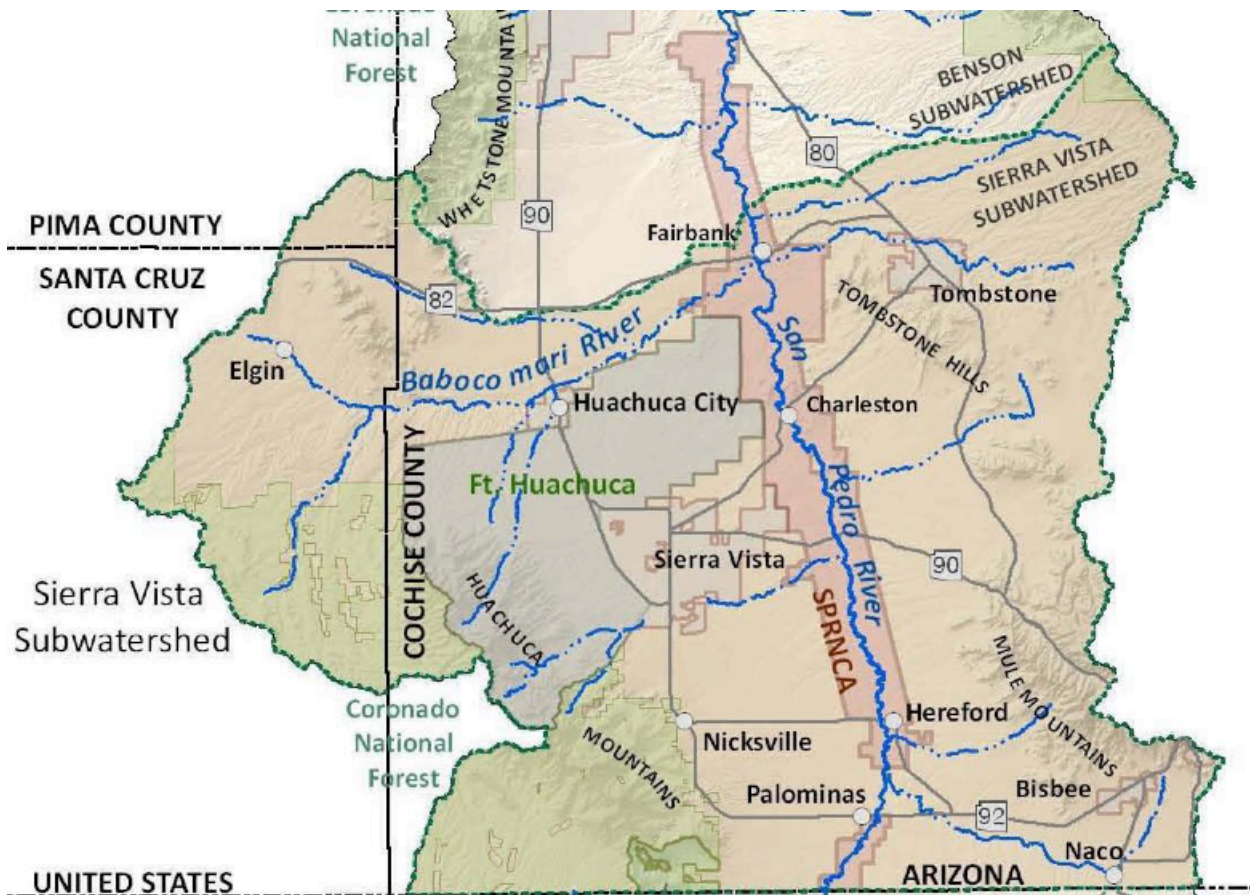 National
Forest
WHETSTONE MOUNTAI
BENSON
SUBWATERSHED
80
SIERRA VISTA
SUBWATERSHED
90
PIMA COUNTY
Fairbank
SANTA CRUZ
COUNTY
82
Tombstone
TOMBSTONE HILLS
San
Pedro
River
Elgin
Baboco mari River
Huachuca City
Charleston
COCHISE COUNTY
Ft. Huachuca
Sierra Vista
90
Sierra Vista
Subwatershed
HUACHUCA
MOUNTAINS
SPRNCA
MULE MOUNTAINS
Coronado
National
Forest
Hereford
Nicksville
Palominas
Bisbee
92
Naco
UNITED STATES
ARIZONA